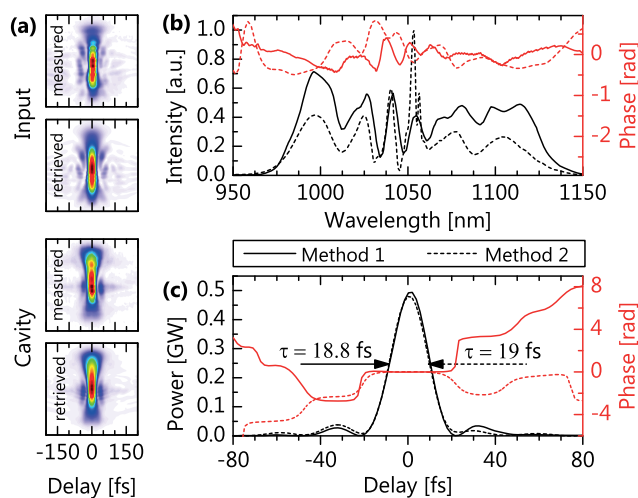 (a)
measured
retrieved
Input
measured
retrieved
Cavity
-150 0 150
Delay [fs]
(b)
1.0
0.8
0.6
0.4
0.2
0.0
Intensity [a.u.]
0
-1
-2
Phase [rad]
950 1000 1050 1100 1150
Wavelength [nm]
Method 1 Method 2
(c)
0.5
0.4
0.3
0.2
0.1
0.0
Power [GW]
τ = 18.8 fs τ = 19 fs
8
4
0
-4
Phase [rad]
-80 -40 0 40 80
Delay [fs]